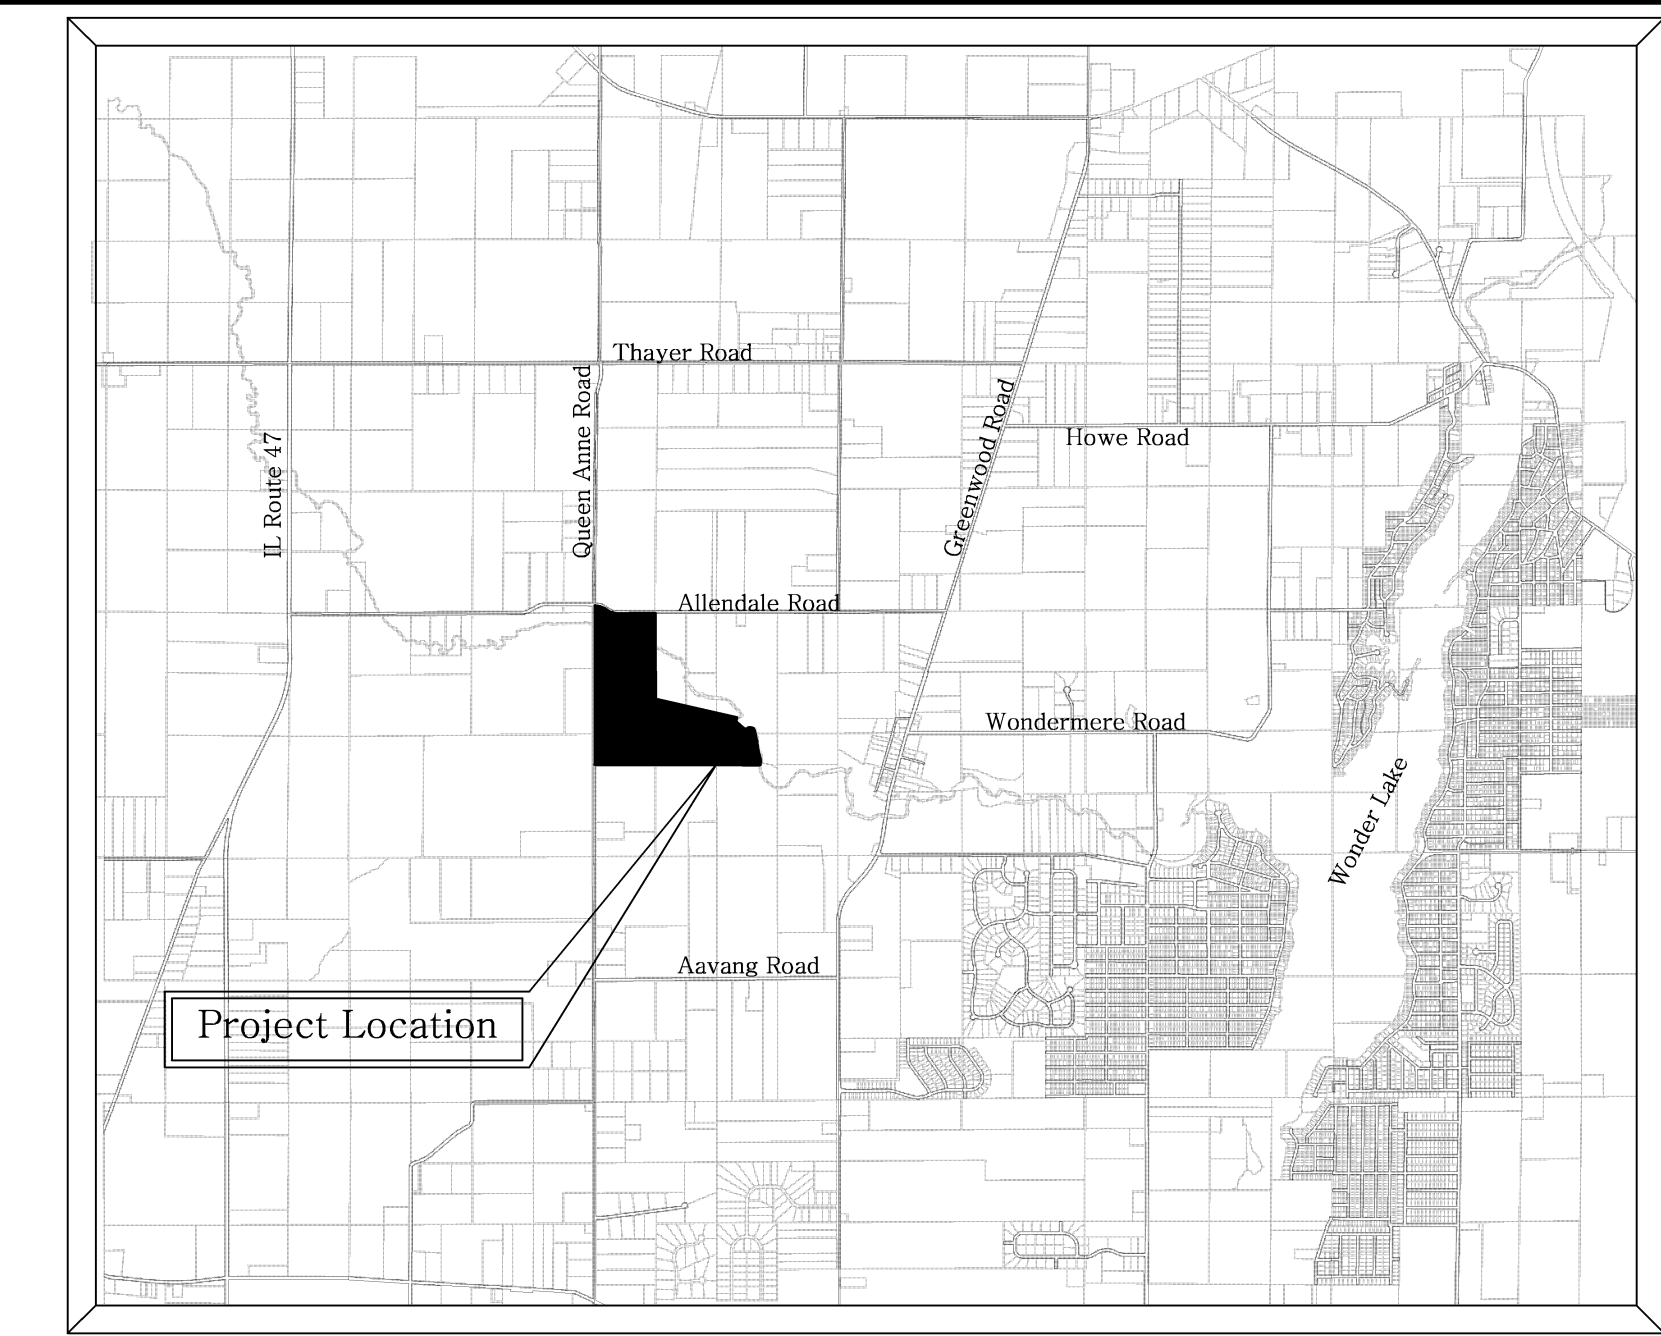 Thayer Road
Queen Anne Road
IL Route 47
Greenwood Road
Howe Road
Allendale Road
Wondermere Road
Wonder Lake
Aavang Road
Project Location